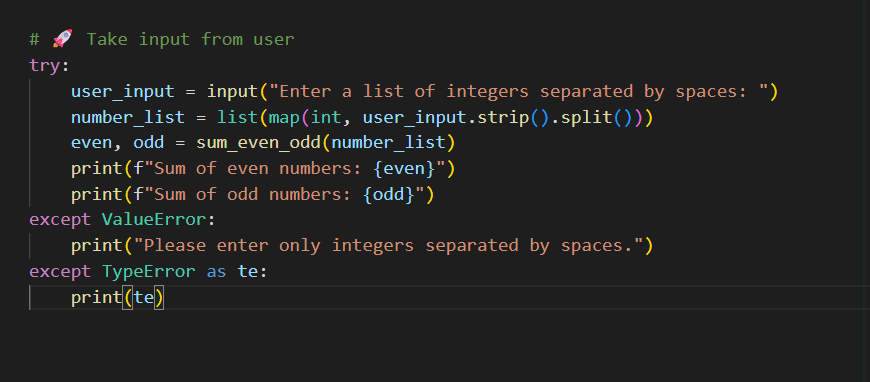 # 🚀 Take input from user
try:
    user_input = input("Enter a list of integers separated by spaces: ")
    number_list = list(map(int, user_input.strip().split()))
    even, odd = sum_even_odd(number_list)
    print(f"Sum of even numbers: {even}")
    print(f"Sum of odd numbers: {odd}")
except ValueError:
    print("Please enter only integers separated by spaces.")
except TypeError as te:
    print(te)